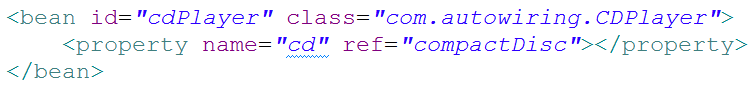 <bean id="cdPlayer" class="com.autowiring.CDPlayer">
    <property name="cd" ref="compactDisc"></property>
</bean>